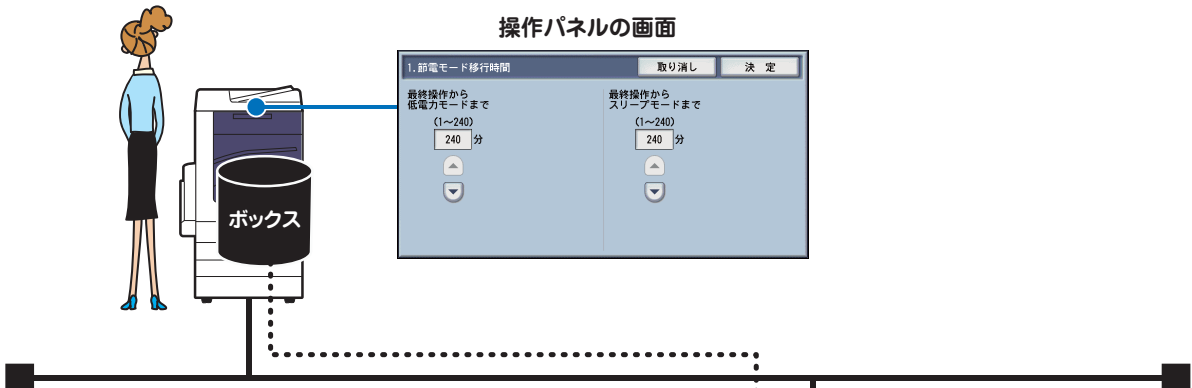 操作パネルの画面
1.節電モード移行時間
取り消し
決 定
最終操作から
低電力モードまで
(1～240)
240 分
最終操作から
スリープモードまで
(1～240)
240 分
ボックス